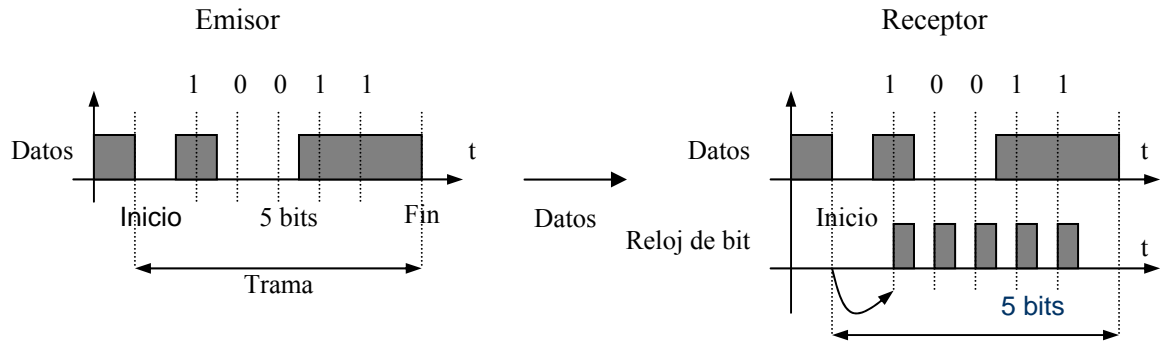 Emisor
1 0 0 1 1
Datos
t
Inicio
5 bits
Fin
Trama
Datos
Receptor
1 0 0 1 1
Datos
t
Inicio
Reloj de bit
t
5 bits